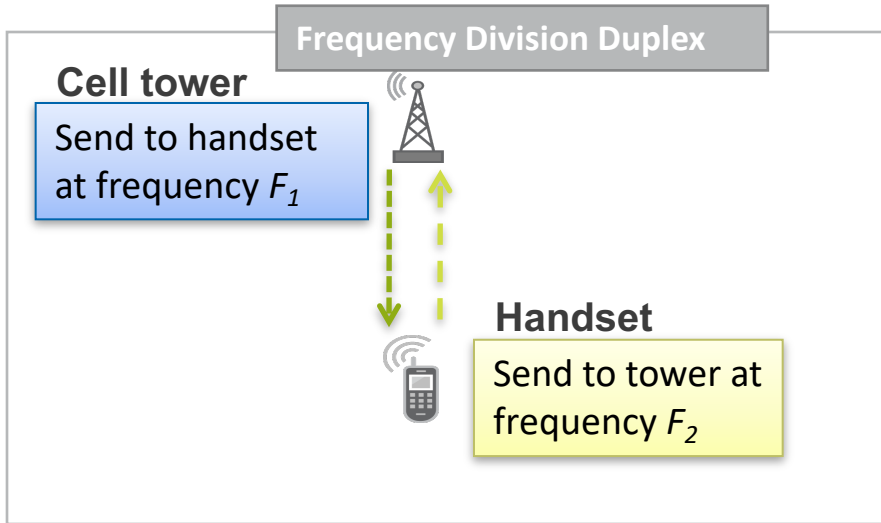 Frequency Division Duplex
Cell tower
Send to handset
at frequency F₁
Handset
Send to tower at
frequency F₂